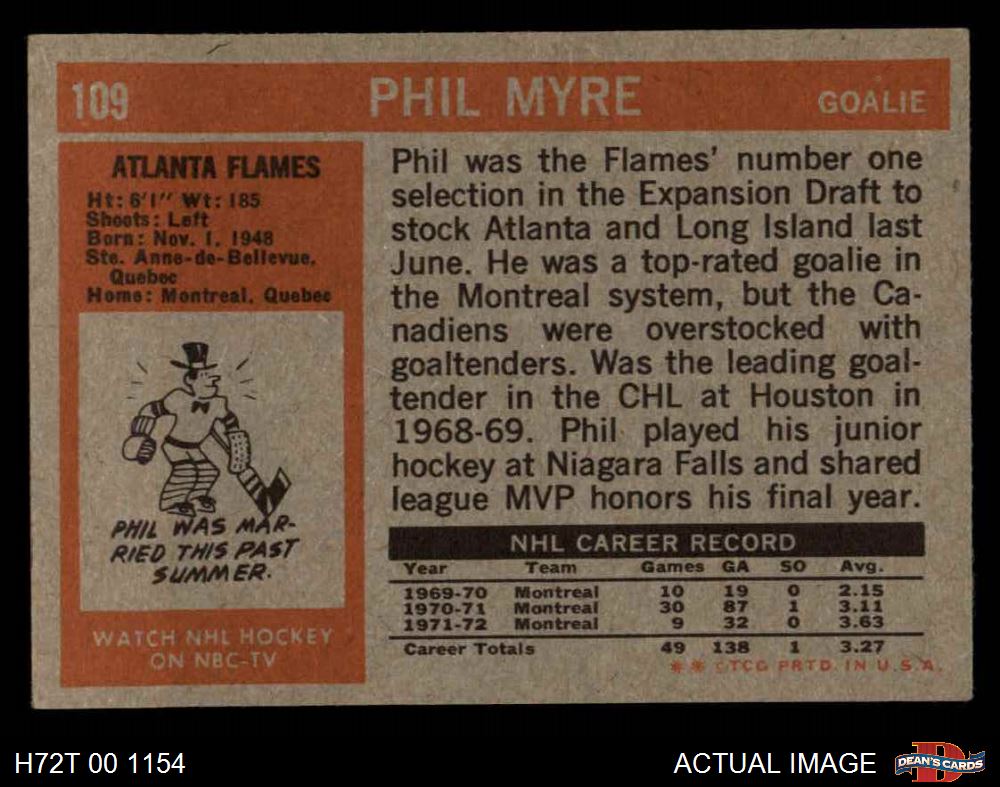 109 PHIL MYRE GOALIE
ATLANTA FLAMES
Ht: 6'1" Wt: 185
Shoots: Left
Born: Nov. 1, 1948
Ste. Anne-de-Bellevue,
Quebec
Home: Montreal, Quebec
PHIL WAS MAR-
RIED THIS PAST
SUMMER.
WATCH NHL HOCKEY
ON NBC-TV
Phil was the Flames' number one
selection in the Expansion Draft to
stock Atlanta and Long Island last
June. He was a top-rated goalie in
the Montreal system, but the Ca-
nadiens were overstocked with
goaltenders. Was the leading goal-
tender in the CHL at Houston in
1968-69. Phil played his junior
hockey at Niagara Falls and shared
league MVP honors his final year.
NHL CAREER RECORD
Year Team Games GA SO Avg.
1969-70 Montreal 10 19 0 2.15
1970-71 Montreal 30 87 1 3.11
1971-72 Montreal 9 32 0 3.63
Career Totals 49 138 1 3.27
** ©TCG PRTD. IN U.S.A.
H72T 00 1154 ACTUAL IMAGE
D
DEAN'S CARDS